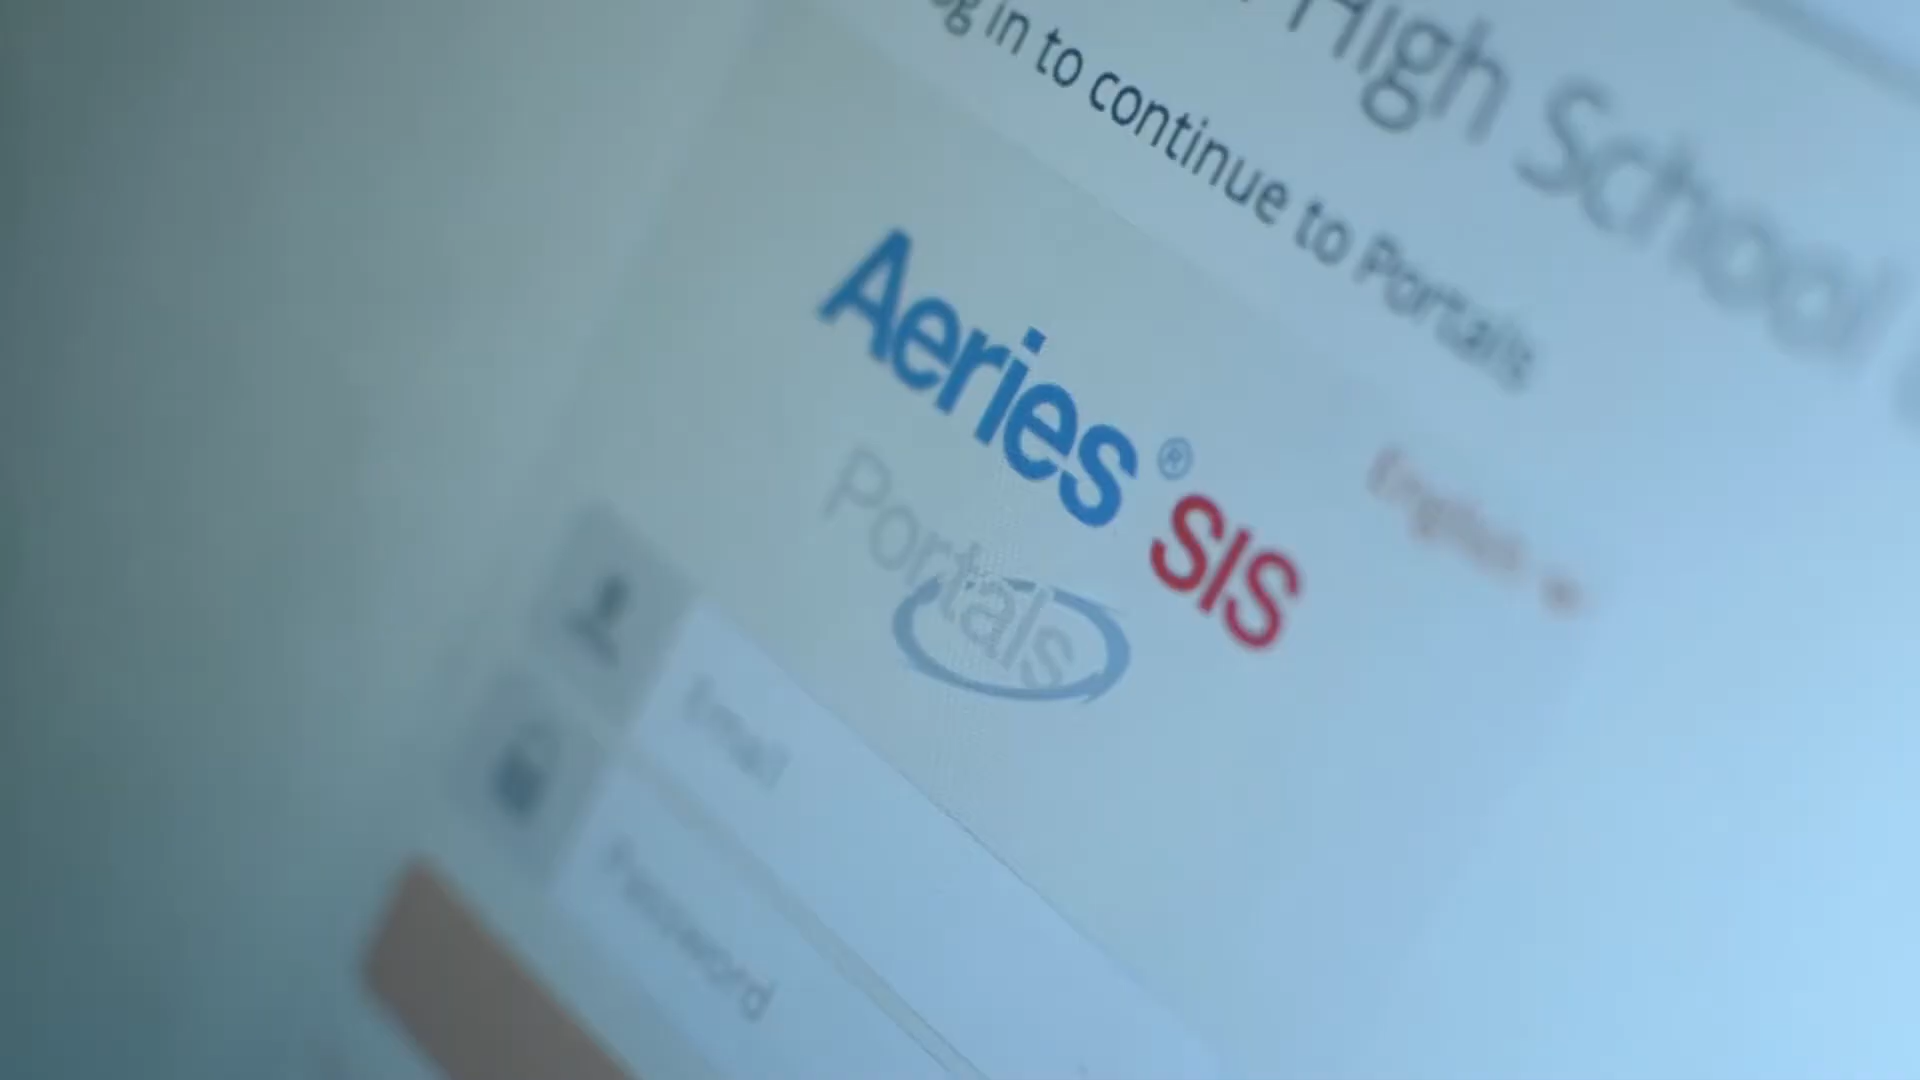 High School
in to continue to Portals
Aeries® SIS
Portals
English
Email
Password